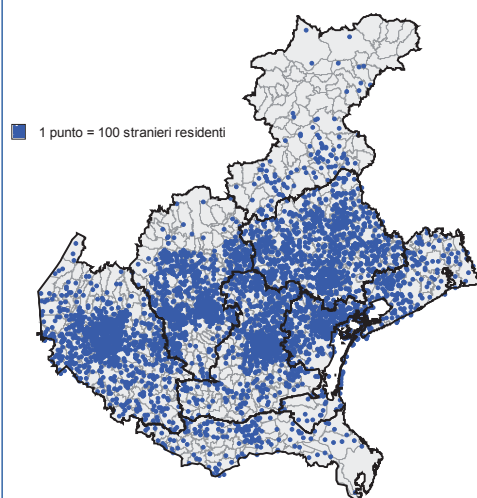 1 punto = 100 stranieri residenti